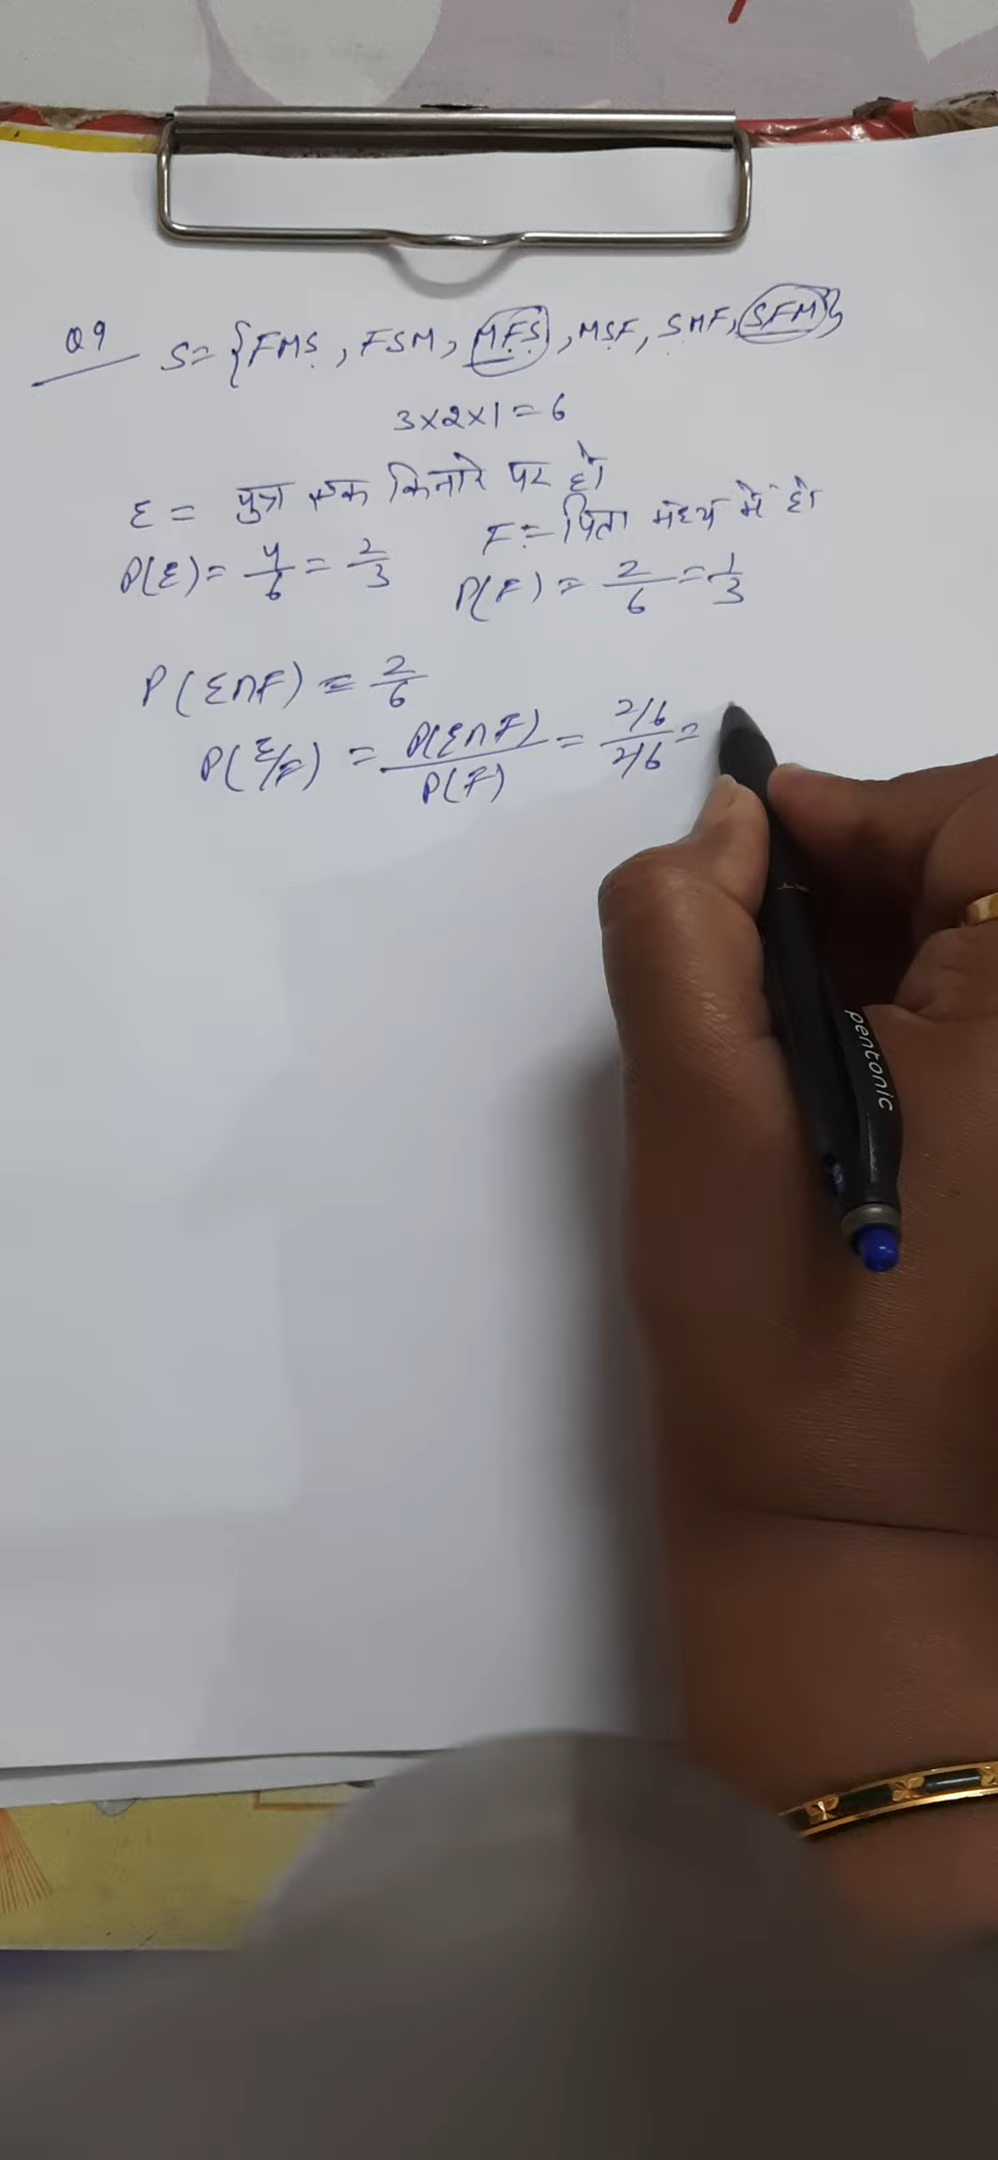 Q9 S={FMS, FSM, MFS, MSF, SMF, SFM}
3×2×1=6
E = पुत्र एक किनारे पर हो
F = पिता मध्य में हो
P(E) = 4/6 = 2/3 P(F) = 2/6 = 1/3
P(E∩F) = 2/6
P(E/F) = P(E∩F)/P(F) = 2/6/2/6 =
pentonic